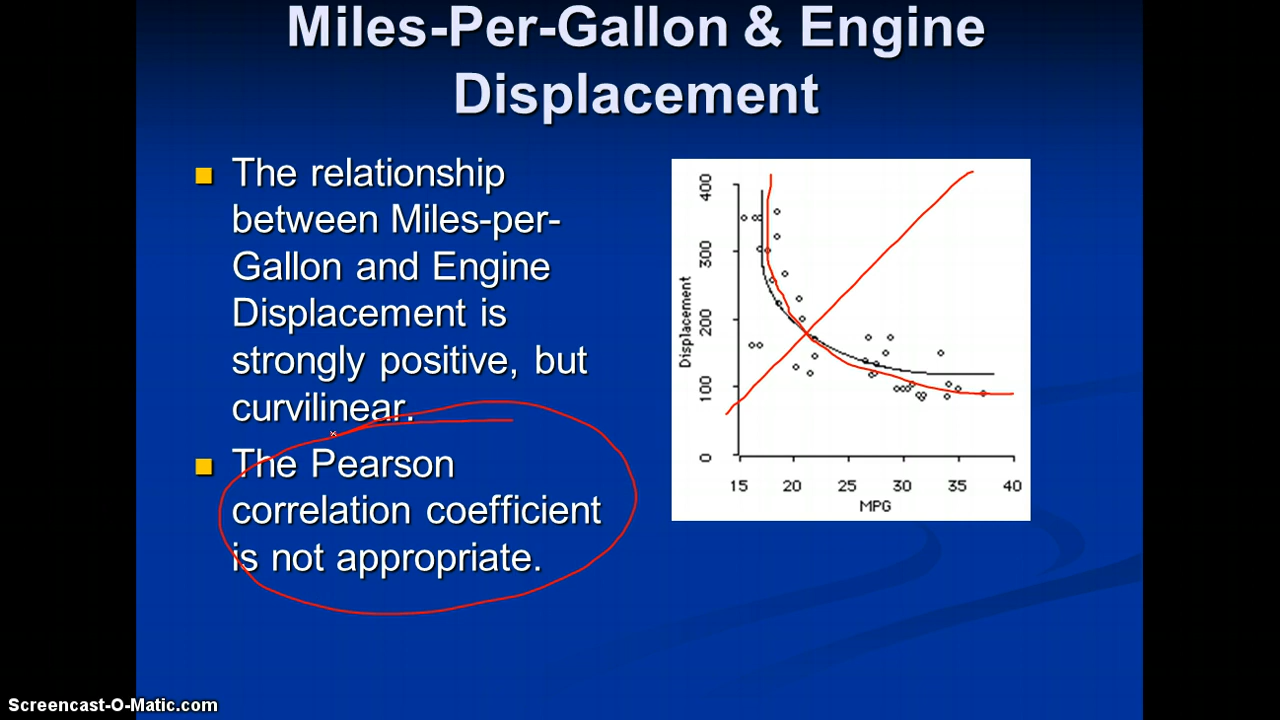 Miles-Per-Gallon & Engine
Displacement
■ The relationship
between Miles-per-
Gallon and Engine
Displacement is
strongly positive, but
curvilinear.
■ The Pearson
correlation coefficient
is not appropriate.
400
300
200
100
0
Displacement
15 20 25 30 35 40
MPG
Screencast-O-Matic.com